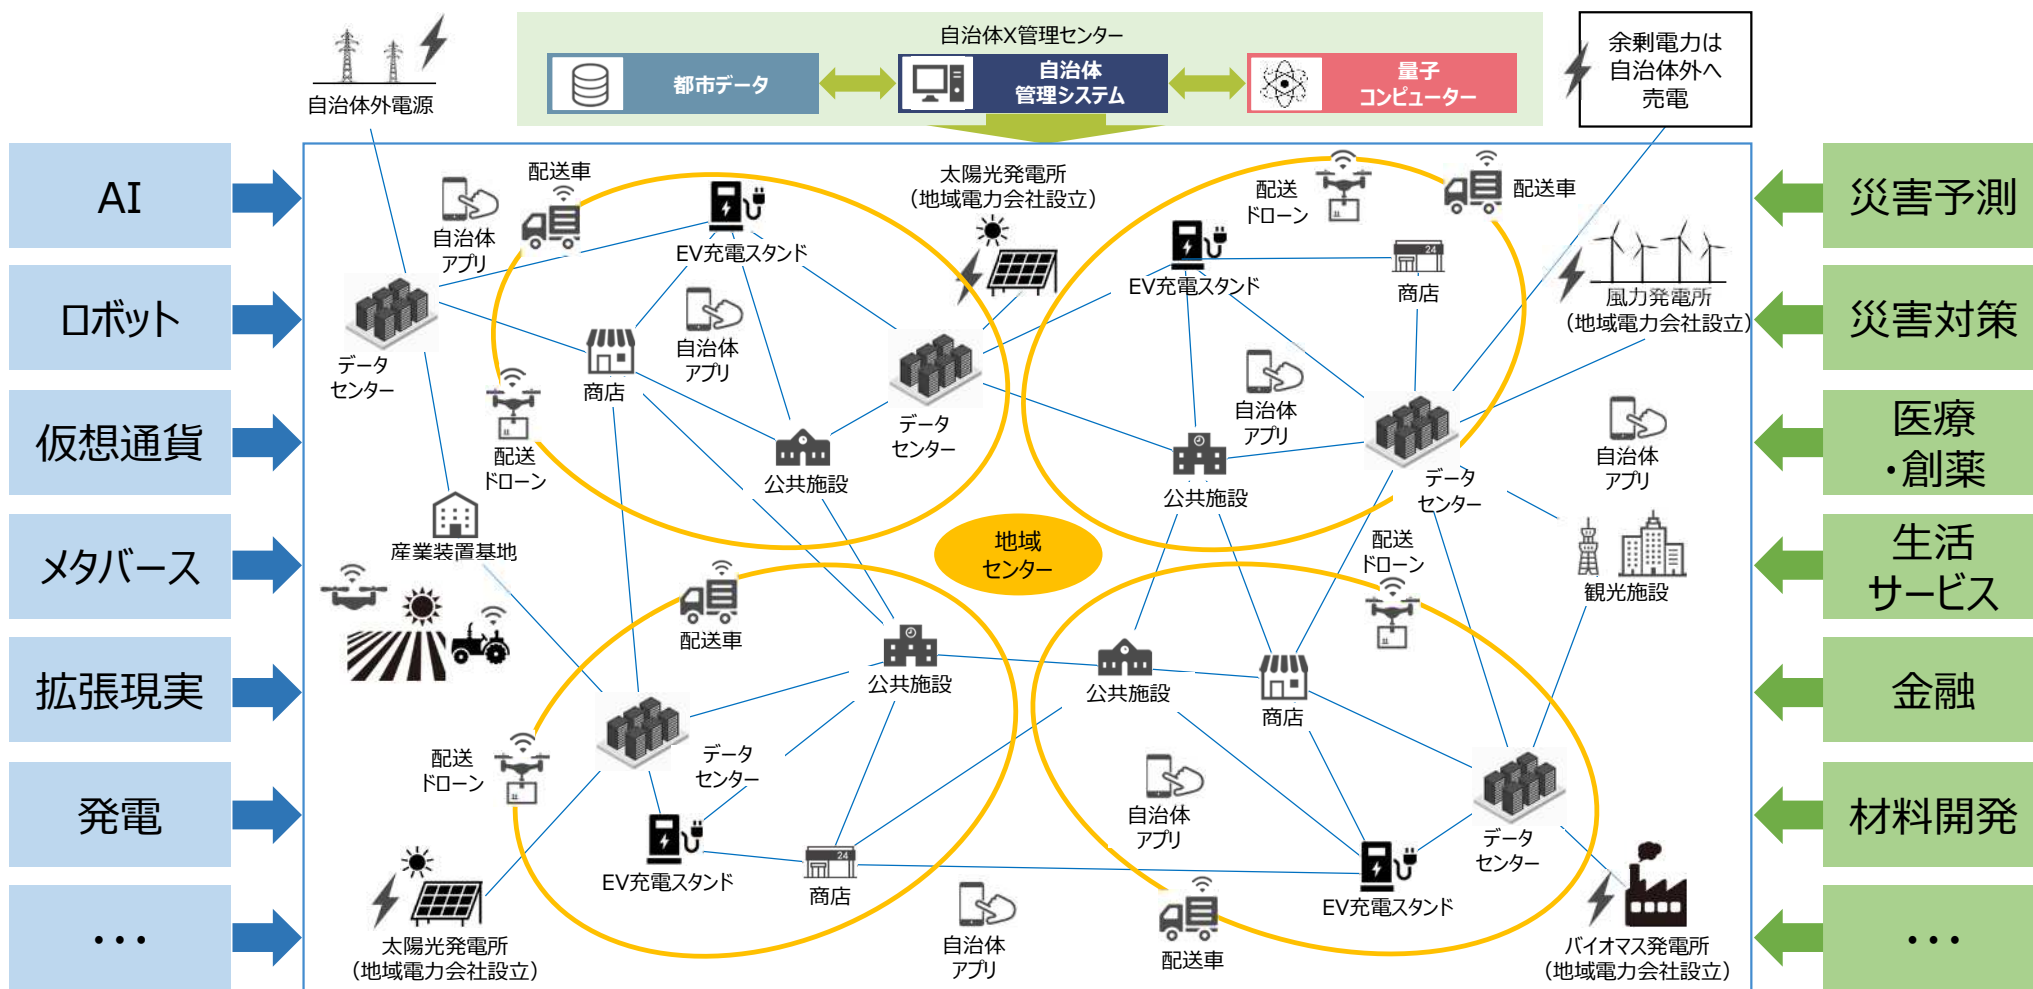 自治体X管理センター
都市データ
自治体
管理システム
量子
コンピューター
余剰電力は
自治体外へ
売電
自治体外電源
AI
ロボット
仮想通貨
メタバース
拡張現実
発電
・・・
災害予測
災害対策
医療
・創薬
生活
サービス
金融
材料開発
・・・
配送車
自治体
アプリ
EV充電スタンド
太陽光発電所
（地域電力会社設立）
データ
センター
自治体
アプリ
商店
データ
センター
配送
ドローン
公共施設
産業装置基地
配送
ドローン
配送車
EV充電スタンド
24
商店
風力発電所
（地域電力会社設立）
自治体
アプリ
データ
センター
公共施設
自治体
アプリ
観光施設
地域
センター
配送車
公共施設
配送
ドローン
データ
センター
EV充電スタンド
24
商店
太陽光発電所
（地域電力会社設立）
自治体
アプリ
配送
ドローン
公共施設
商店
自治体
アプリ
データ
センター
EV充電スタンド
配送車
バイオマス発電所
（地域電力会社設立）